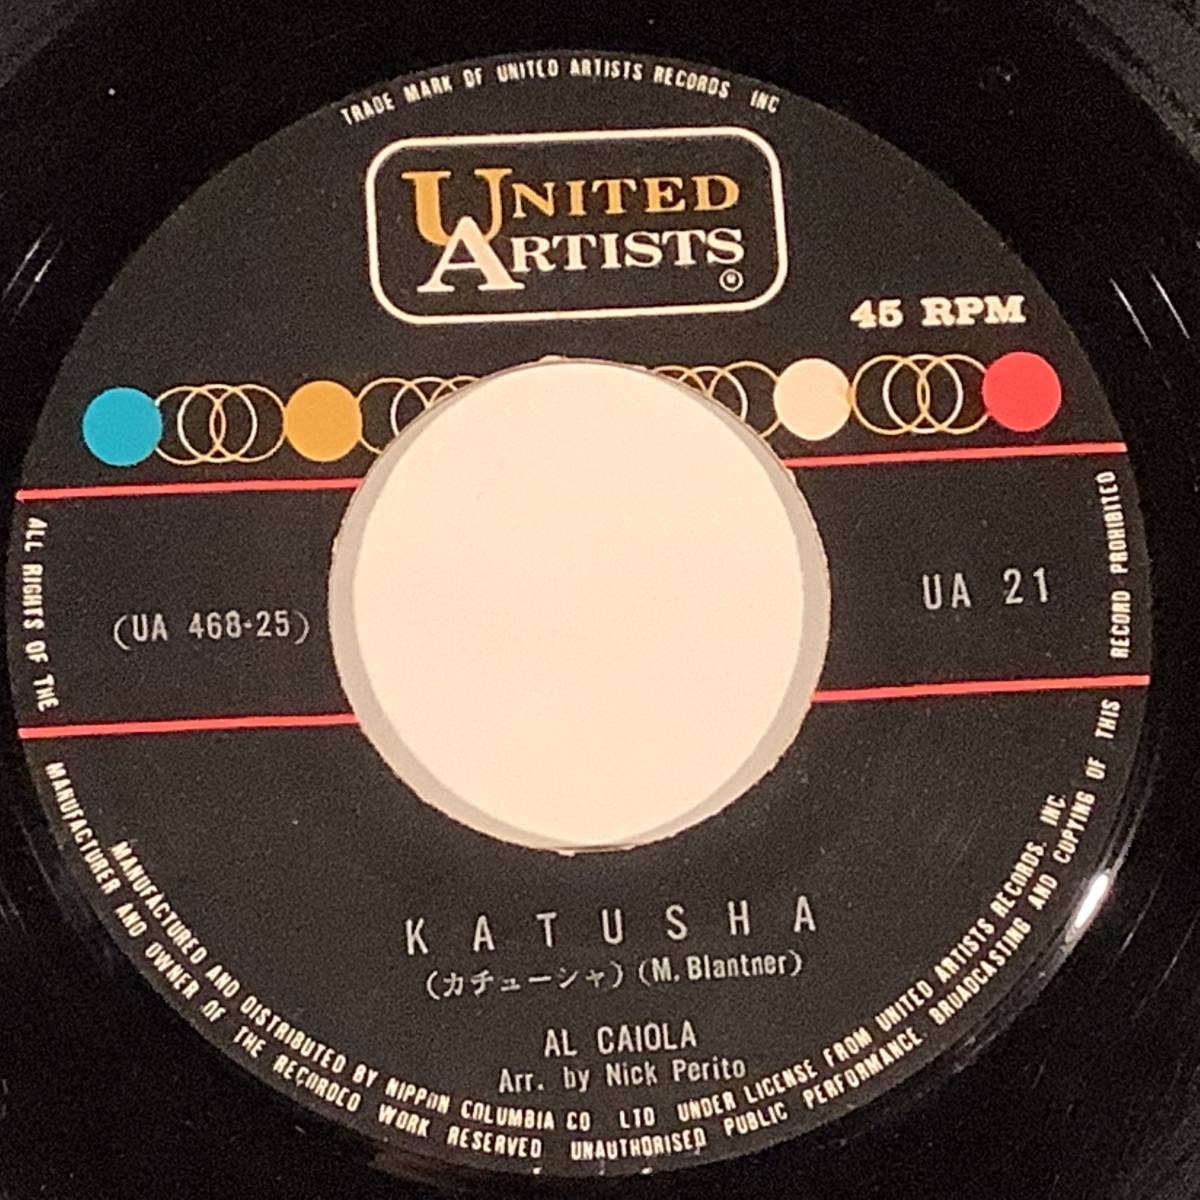 TRADE MARK OF UNITED ARTISTS RECORDS INC
UNITED
ARTISTS
®
45 RPM
(UA 468-25)
UA 21
KATUSHA
(カチューシャ) (M. Blantner)
AL CAIOLA
Arr. by Nick Perito
MANUFACTURED AND DISTRIBUTED BY NIPPON COLUMBIA CO LTD UNDER LICENSE FROM UNITED ARTISTS RECORDS. INC.
ALL RIGHTS OF THE MANUFACTURER AND OWNER OF THE RECORDED WORK RESERVED UNAUTHORISED PUBLIC PERFORMANCE BROADCASTING AND COPYING OF THIS RECORD PROHIBITED